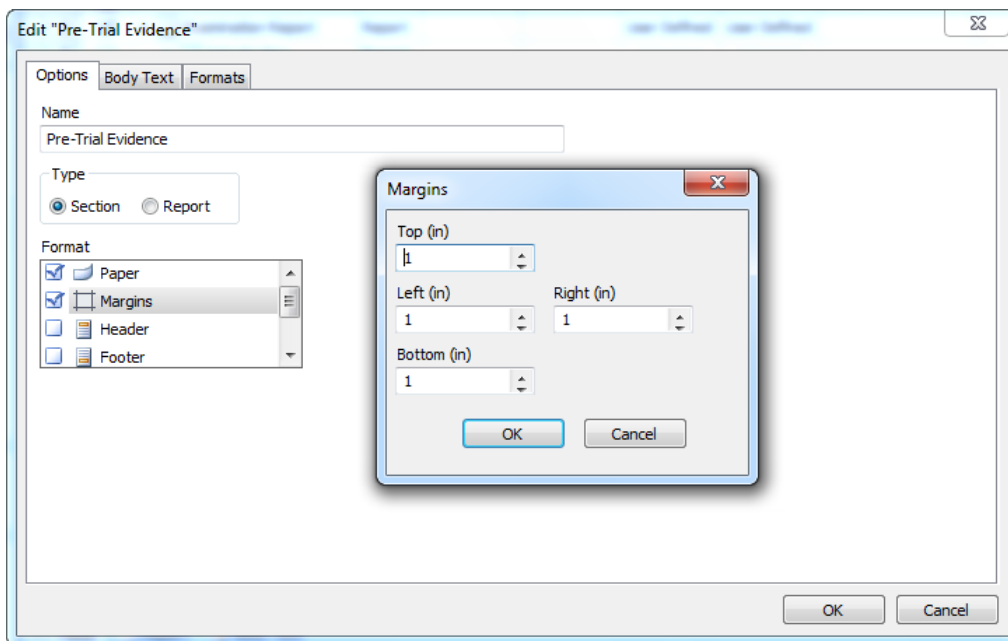 Edit "Pre-Trial Evidence"
Options Body Text Formats
Name
Pre-Trial Evidence
Type
Section Report
Format
Paper
Margins
Header
Footer
Margins
Top (in)
1
Left (in) Right (in)
1 1
Bottom (in)
1
OK Cancel
OK Cancel